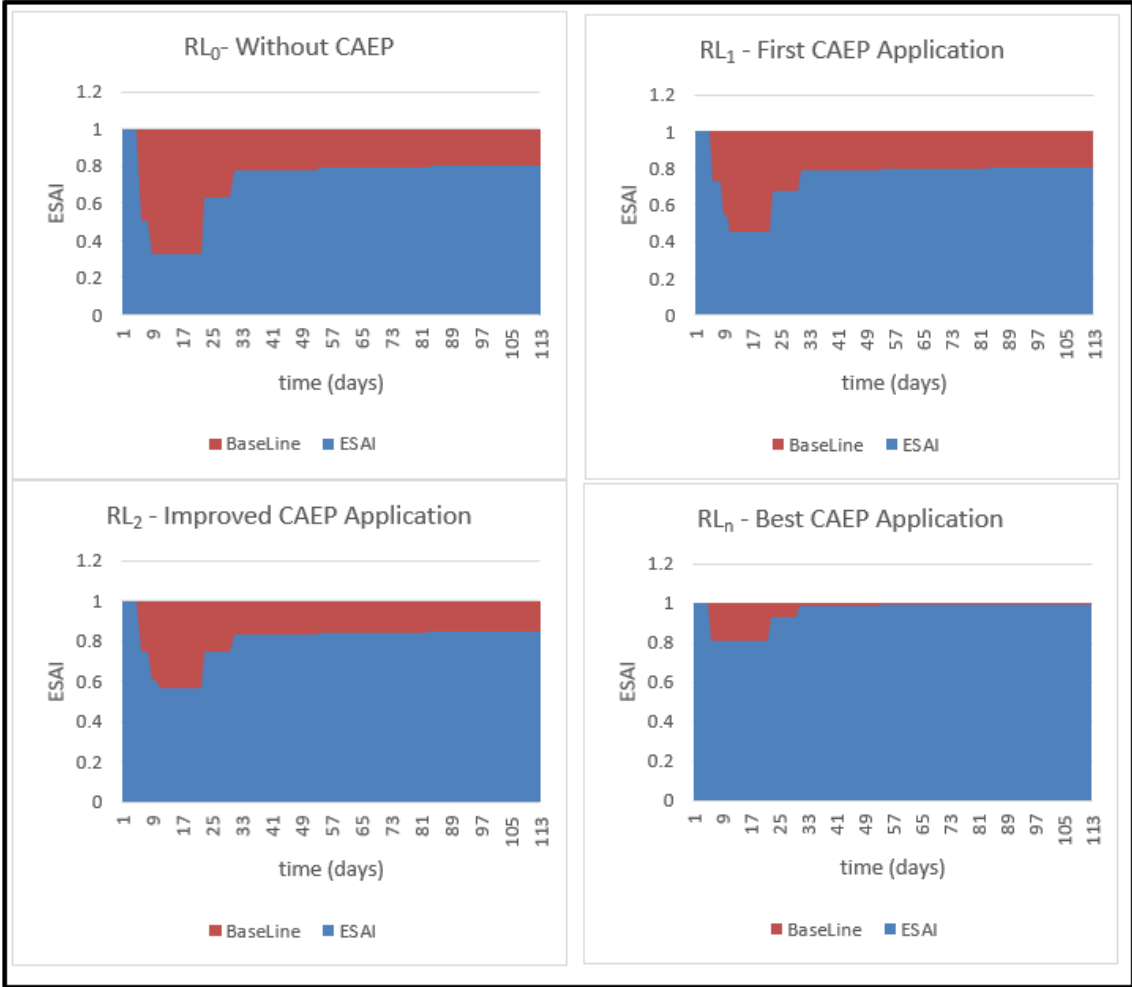 RL0- Without CAEP
1.2
1
0.8
0.6
0.4
0.2
0
ESAI
1 9 17 25 33 41 49 57 65 73 81 89 97 105 113
time (days)
BaseLine ESAI
RL1 - First CAEP Application
1.2
1
0.8
0.6
0.4
0.2
0
ESAI
1 9 17 25 33 41 49 57 65 73 81 89 97 105 113
time (days)
BaseLine ESAI
RL2 - Improved CAEP Application
1.2
1
0.8
0.6
0.4
0.2
0
ESAI
1 9 17 25 33 41 49 57 65 73 81 89 97 105 113
time (days)
BaseLine ESAI
RLn - Best CAEP Application
1.2
1
0.8
0.6
0.4
0.2
0
ESAI
1 9 17 25 33 41 49 57 65 73 81 89 97 105 113
time (days)
BaseLine ESAI